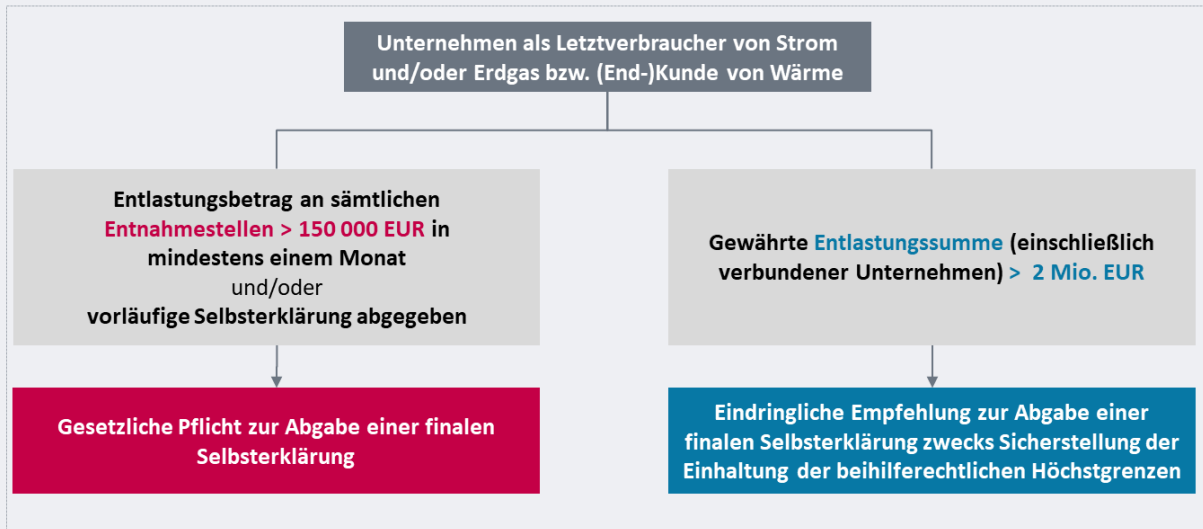 Unternehmen als Letztverbraucher von Strom
und/oder Erdgas bzw. (End-)Kunde von Wärme
Entlastungsbetrag an sämtlichen
Entnahmestellen > 150 000 EUR in
mindestens einem Monat
und/oder
vorläufige Selbsterklärung abgegeben
Gewährte Entlastungssumme (einschließlich
verbundener Unternehmen) > 2 Mio. EUR
Gesetzliche Pflicht zur Abgabe einer finalen
Selbsterklärung
Eindringliche Empfehlung zur Abgabe einer
finalen Selbsterklärung zwecks Sicherstellung der
Einhaltung der beihilferechtlichen Höchstgrenzen